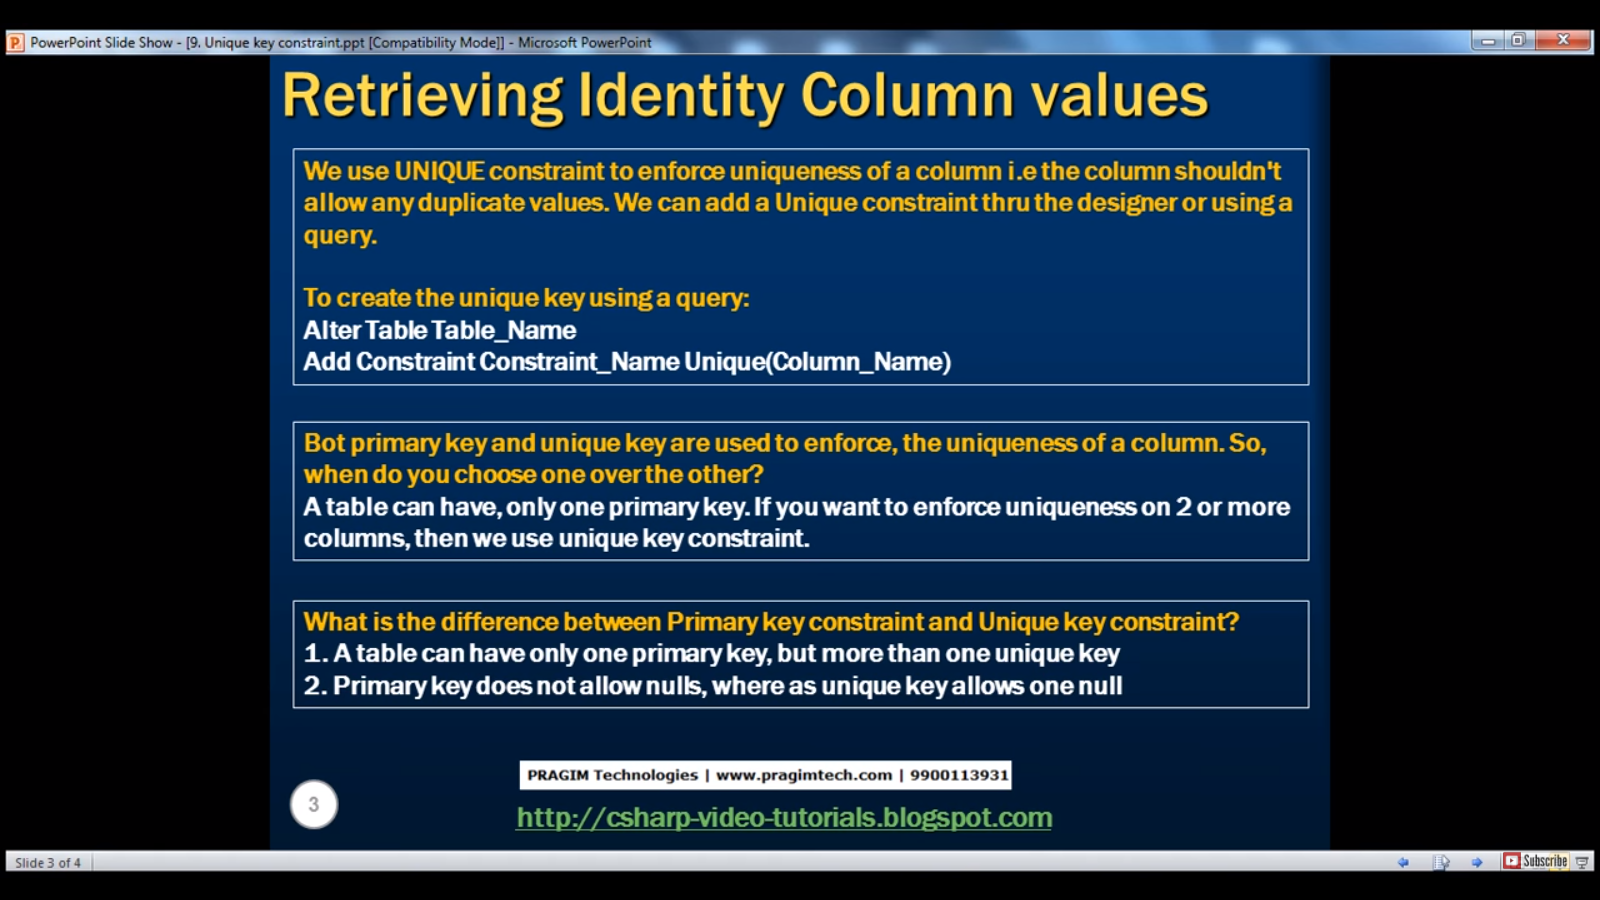 PowerPoint Slide Show - [9. Unique key constraint.ppt [Compatibility Mode]] - Microsoft PowerPoint
Retrieving Identity Column values
We use UNIQUE constraint to enforce uniqueness of a column i.e the column shouldn't
allow any duplicate values. We can add a Unique constraint thru the designer or using a
query.
To create the unique key using a query:
Alter Table Table_Name
Add Constraint Constraint_Name Unique(Column_Name)
Bot primary key and unique key are used to enforce, the uniqueness of a column. So,
when do you choose one over the other?
A table can have, only one primary key. If you want to enforce uniqueness on 2 or more
columns, then we use unique key constraint.
What is the difference between Primary key constraint and Unique key constraint?
1. A table can have only one primary key, but more than one unique key
2. Primary key does not allow nulls, where as unique key allows one null
PRAGIM Technologies | www.pragimtech.com | 9900113931
3
http://csharp-video-tutorials.blogspot.com
Slide 3 of 4
Subscribe